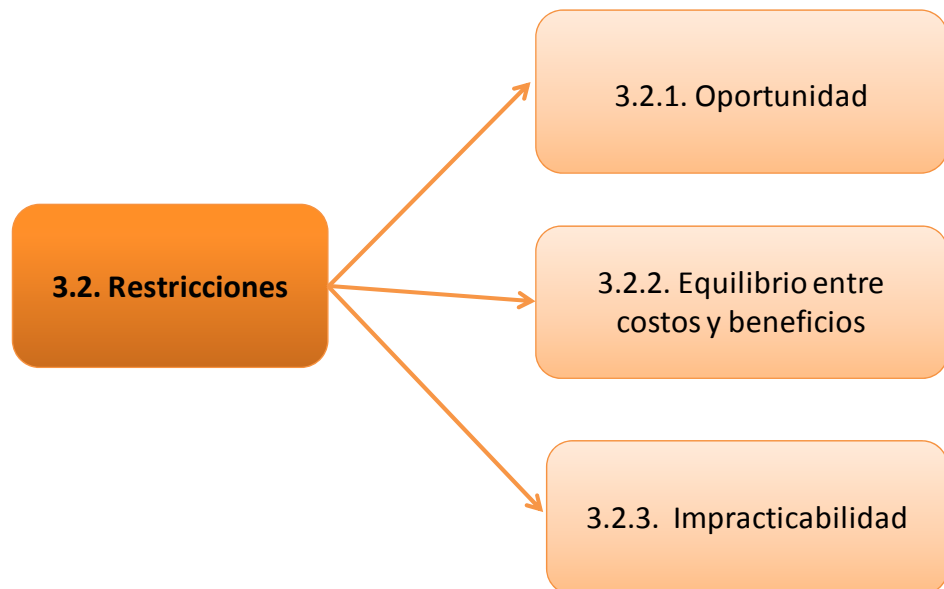 3.2. Restricciones
3.2.1. Oportunidad
3.2.2. Equilibrio entre
costos y beneficios
3.2.3. Impracticabilidad